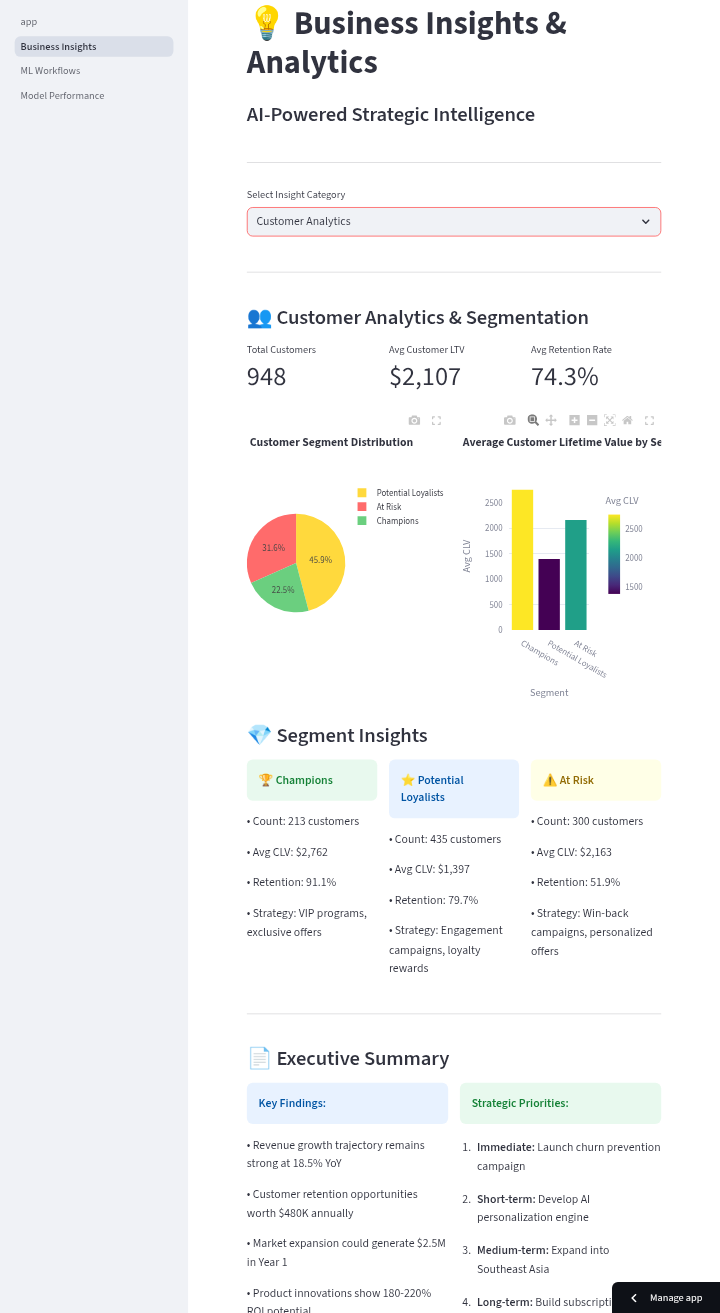 app
Business Insights
ML Workflows
Model Performance
💡 Business Insights &
Analytics
AI-Powered Strategic Intelligence
Select Insight Category
Customer Analytics
👥 Customer Analytics & Segmentation
Total Customers
948
Avg Customer LTV
$2,107
Avg Retention Rate
74.3%
Customer Segment Distribution
Potential Loyalists
At Risk
Champions
31.6%
45.9%
22.5%
Average Customer Lifetime Value by Se
Avg CLV
2500
2000
1500
1000
500
0
Champions
Potential Loyalists
At Risk
Segment
Avg CLV
2500
2000
1500
💎 Segment Insights
🏆 Champions
• Count: 213 customers
• Avg CLV: $2,762
• Retention: 91.1%
• Strategy: VIP programs,
exclusive offers
⭐ Potential
Loyalists
• Count: 435 customers
• Avg CLV: $1,397
• Retention: 79.7%
• Strategy: Engagement
campaigns, loyalty
rewards
⚠️ At Risk
• Count: 300 customers
• Avg CLV: $2,163
• Retention: 51.9%
• Strategy: Win-back
campaigns, personalized
offers
📄 Executive Summary
Key Findings:
• Revenue growth trajectory remains
strong at 18.5% YoY
• Customer retention opportunities
worth $480K annually
• Market expansion could generate $2.5M
in Year 1
• Product innovations show 180-220%
ROI potential
Strategic Priorities:
1. Immediate: Launch churn prevention
campaign
2. Short-term: Develop AI
personalization engine
3. Medium-term: Expand into
Southeast Asia
4. Long-term: Build subscripti
Manage app